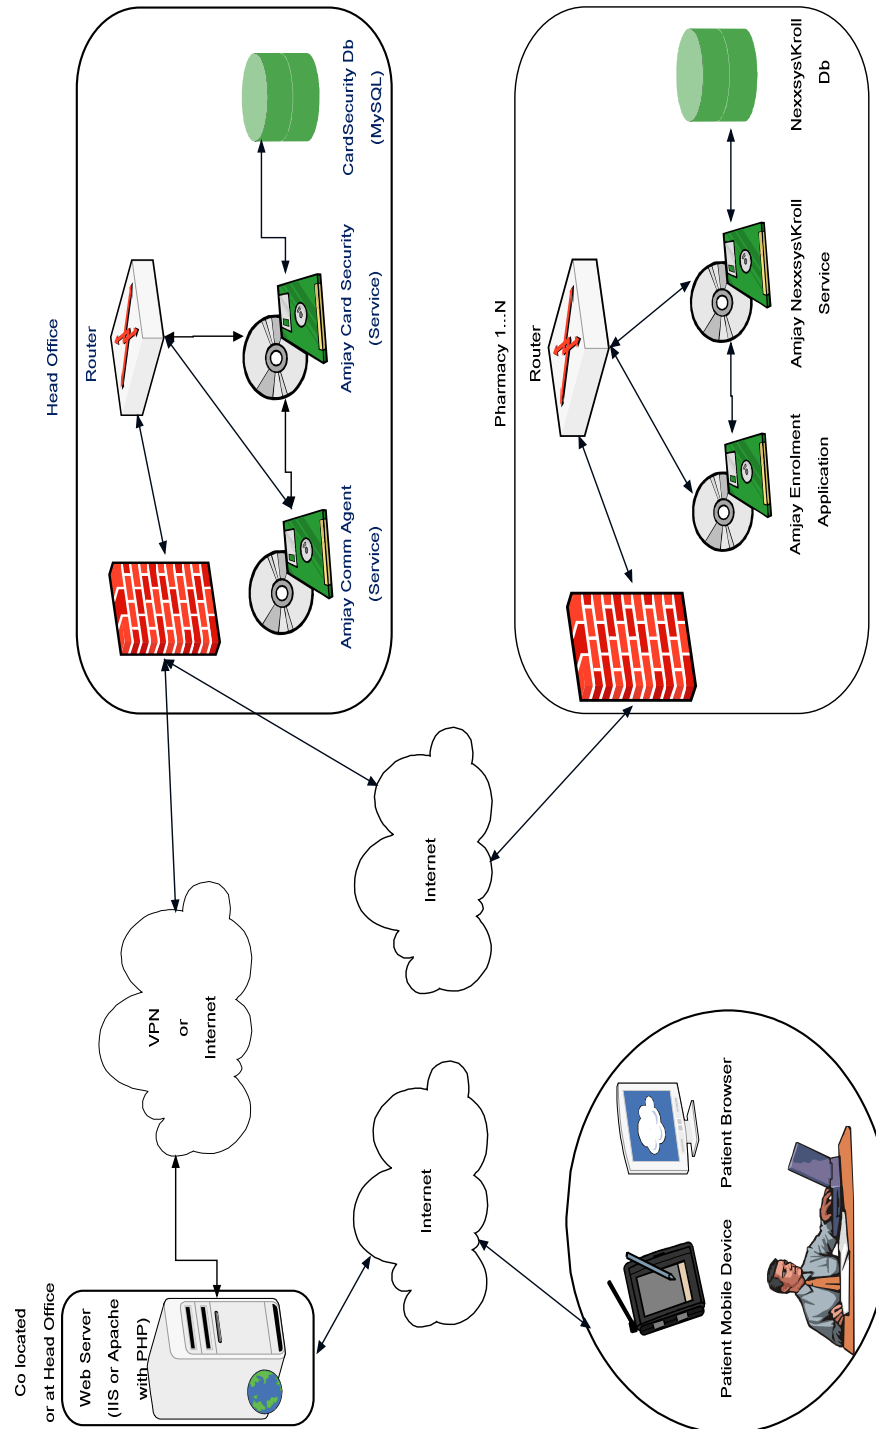 Co located
or at Head Office
Web Server
(IIS or Apache
with PHP)
VPN
or
Internet
Head Office
Router
Amjay Comm Agent
(Service)
Amjay Card Security
(Service)
CardSecurity Db
(MySQL)
Internet
Internet
Patient Mobile Device
Patient Browser
Pharmacy 1...N
Router
Amjay Enrolment
Application
Amjay Nexxsys\Kroll
Service
Nexxsys\Kroll
Db